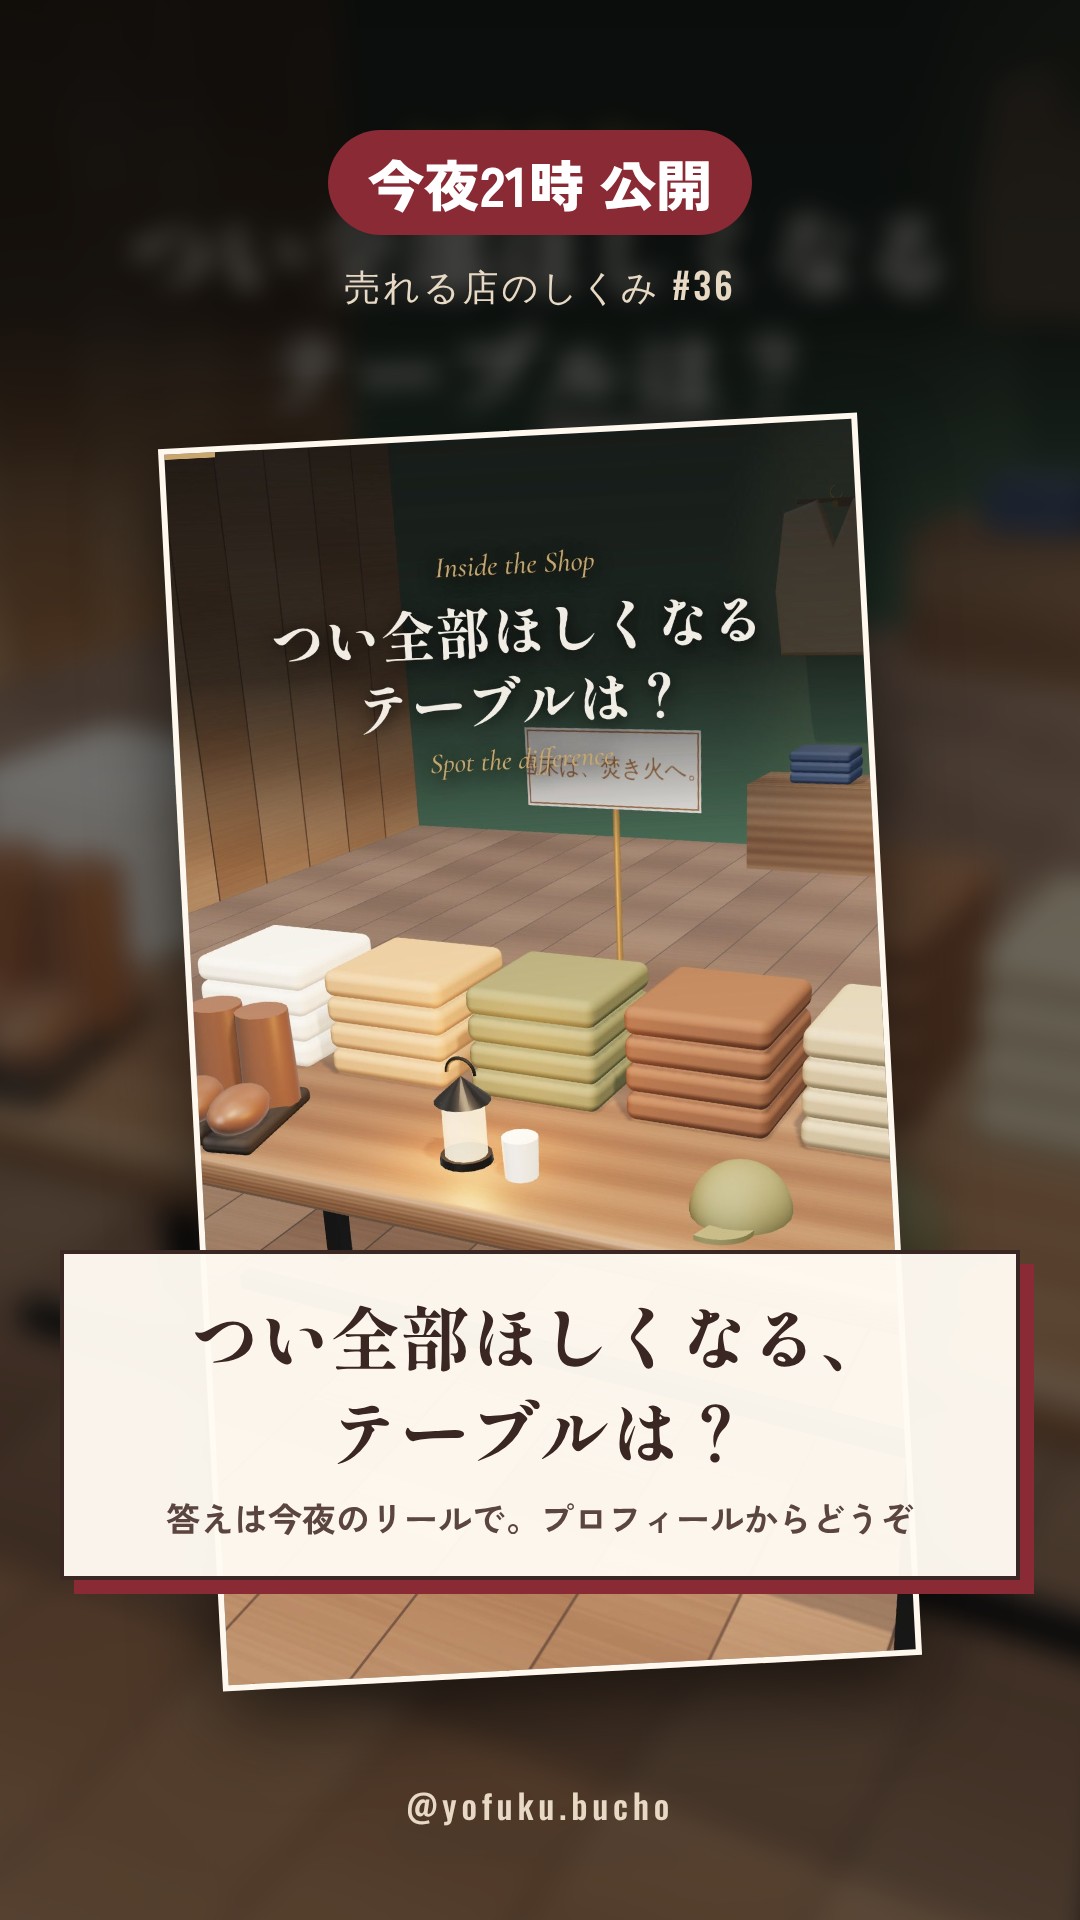 今夜21時 公開
売れる店のしくみ #36
Inside the Shop
つい全部ほしくなる
テーブルは？
Spot the difference
末は、焚き火へ。
つい全部ほしくなる、
テーブルは？
答えは今夜のリールで。プロフィールからどうぞ
@yofuku.bucho